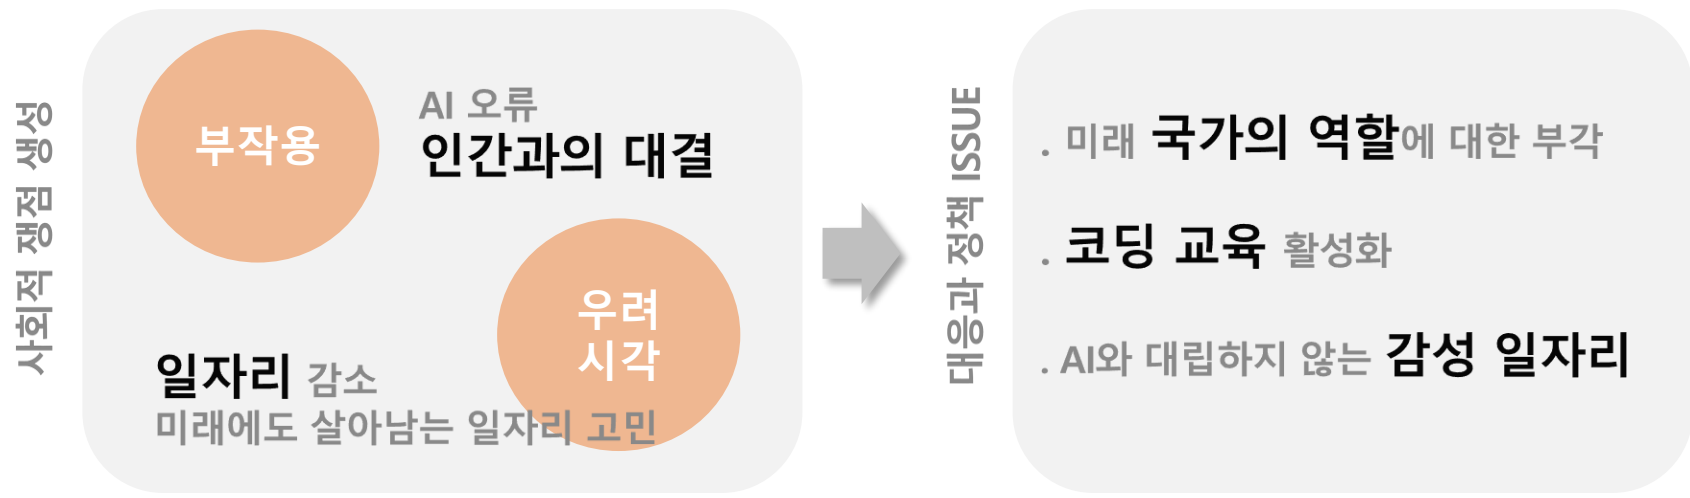 사회적 쟁점 생성
부작용
AI 오류
인간과의 대결
우려
시각
일자리 감소
미래에도 살아남는 일자리 고민
대응과 정책 ISSUE
. 미래 국가의 역할에 대한 부각
. 코딩 교육 활성화
. AI와 대립하지 않는 감성 일자리